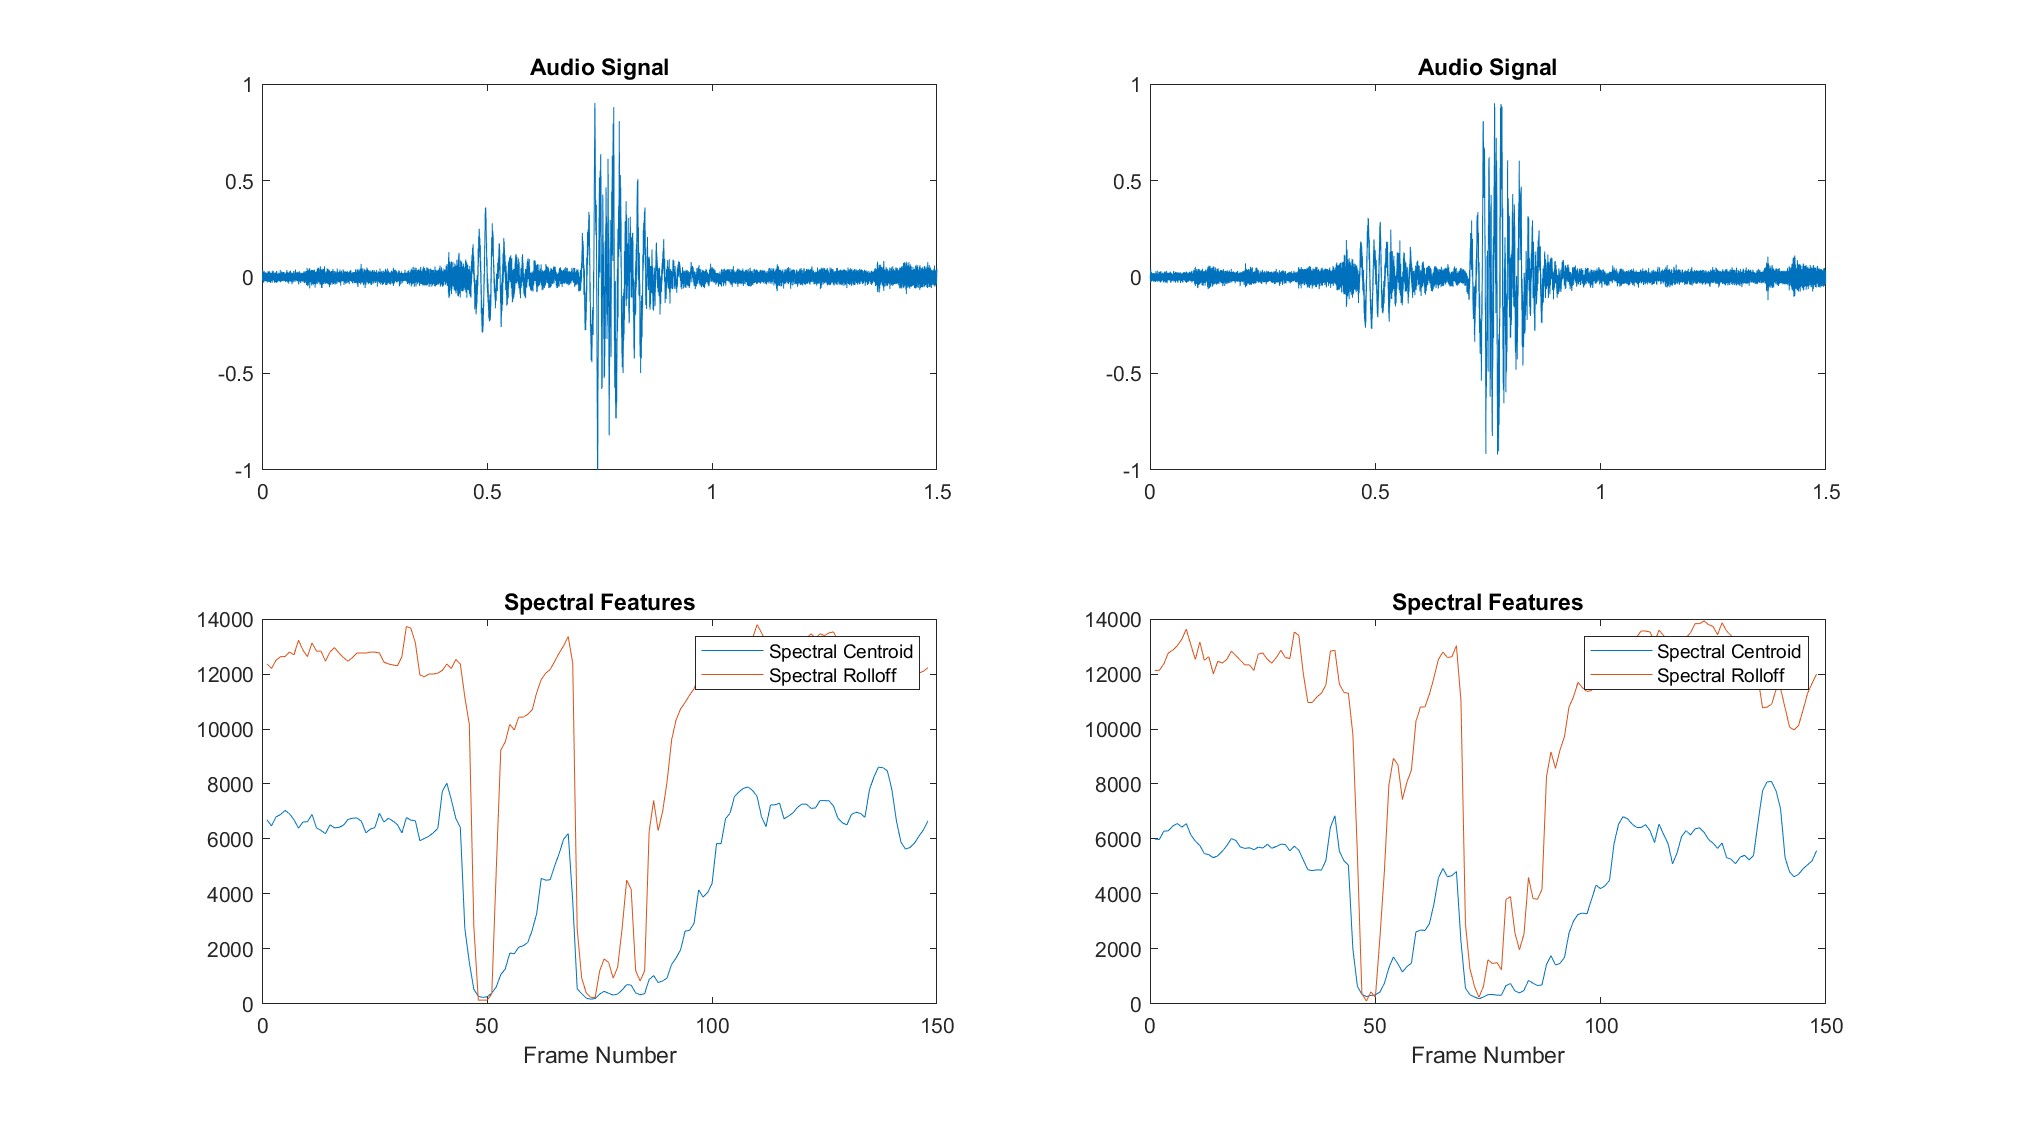 Audio Signal
1
0.5
0
-0.5
-1
0 0.5 1 1.5
Audio Signal
1
0.5
0
-0.5
-1
0 0.5 1 1.5
Spectral Features
14000
12000
10000
8000
6000
4000
2000
0
Spectral Centroid
Spectral Rolloff
0 50 100 150
Frame Number
Spectral Features
14000
12000
10000
8000
6000
4000
2000
0
Spectral Centroid
Spectral Rolloff
0 50 100 150
Frame Number